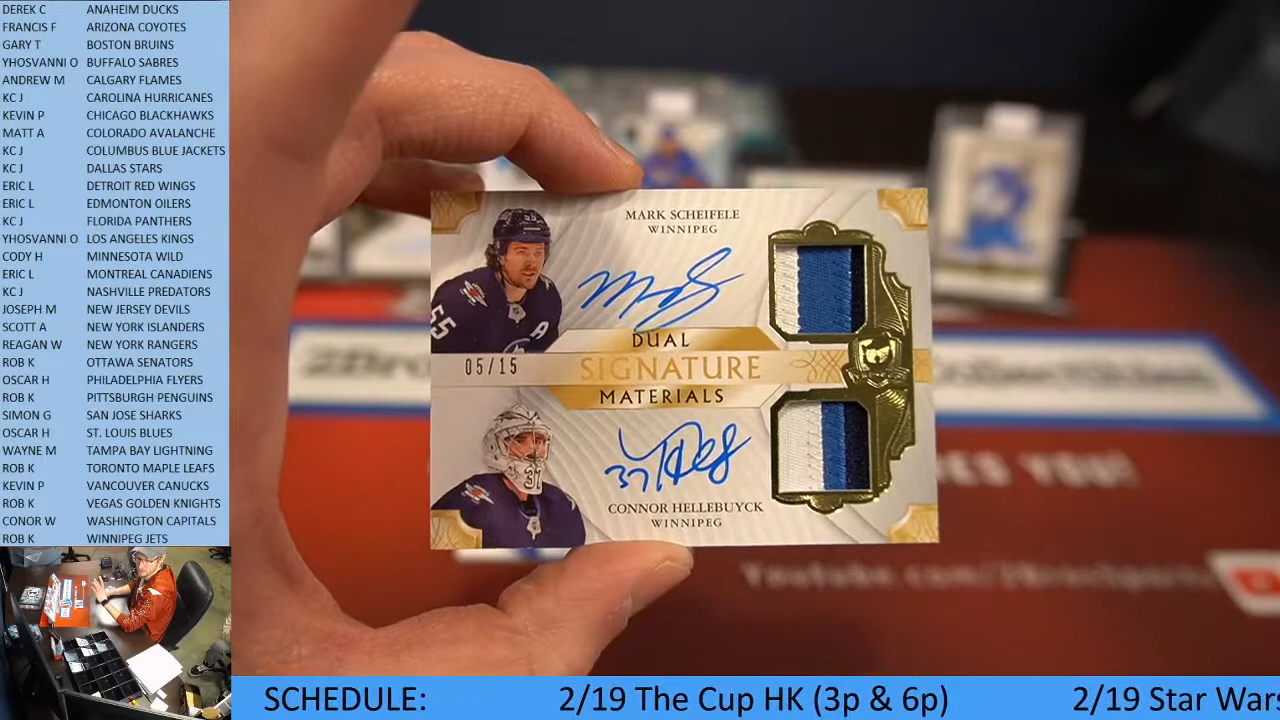 DEREK C ANAHEIM DUCKS
FRANCIS F ARIZONA COYOTES
GARY T BOSTON BRUINS
YHOSVANNI O BUFFALO SABRES
ANDREW M CALGARY FLAMES
KC J CAROLINA HURRICANES
KEVIN P CHICAGO BLACKHAWKS
MATT A COLORADO AVALANCHE
KC J COLUMBUS BLUE JACKETS
KC J DALLAS STARS
ERIC L DETROIT RED WINGS
ERIC L EDMONTON OILERS
KC J FLORIDA PANTHERS
YHOSVANNI O LOS ANGELES KINGS
CODY H MINNESOTA WILD
ERIC L MONTREAL CANADIENS
KC J NASHVILLE PREDATORS
JOSEPH M NEW JERSEY DEVILS
SCOTT A NEW YORK ISLANDERS
REAGAN W NEW YORK RANGERS
ROB K OTTAWA SENATORS
OSCAR H PHILADELPHIA FLYERS
ROB K PITTSBURGH PENGUINS
SIMON G SAN JOSE SHARKS
OSCAR H ST. LOUIS BLUES
WAYNE M TAMPA BAY LIGHTNING
ROB K TORONTO MAPLE LEAFS
KEVIN P VANCOUVER CANUCKS
ROB K VEGAS GOLDEN KNIGHTS
CONOR W WASHINGTON CAPITALS
ROB K WINNIPEG JETS
MARK SCHEIFELE
WINNIPEG
55
55
A
DUAL
05/15 SIGNATURE
MATERIALS
37
37
CONNOR HELLEBUYCK
WINNIPEG
SCHEDULE: 2/19 The Cup HK (3p & 6p) 2/19 Star Wars